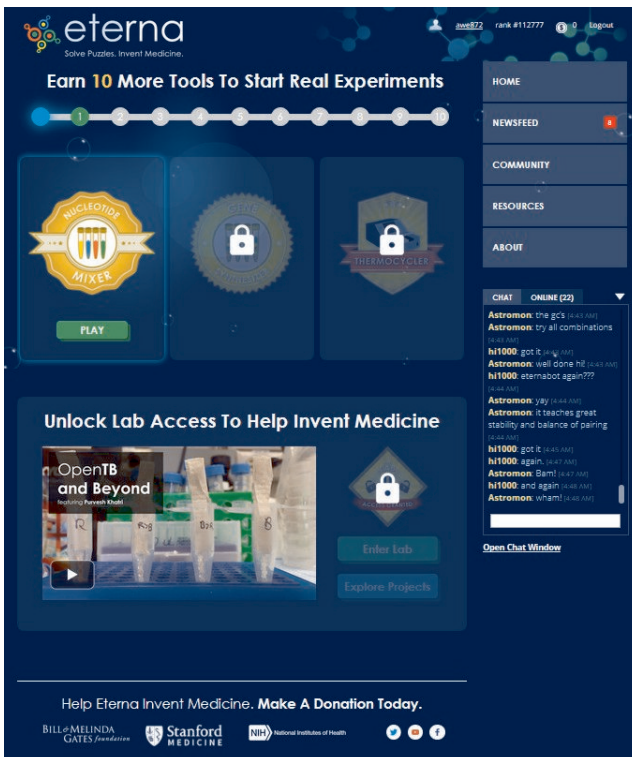 eterna
Solve Puzzles. Invent Medicine.
awe872 rank #112777 0 Logout
Earn 10 More Tools To Start Real Experiments
1 2 3 4 5 6 7 8 9 10
HOME
NEWSFEED 8
COMMUNITY
RESOURCES
ABOUT
NUCLEOTIDE
MIXER
PLAY
THERMOCYCLER
CHAT ONLINE (22)
Astromon: the gc's [4:43 AM]
Astromon: try all combinations
[4:43 AM]
hi1000: got it [4:43 AM]
Astromon: well done hi! [4:43 AM]
hi1000: eternabot again???
[4:44 AM]
Astromon: yay [4:44 AM]
Astromon: it teaches great
stability and balance of pairing
[4:44 AM]
hi1000: got it [4:45 AM]
hi1000: again. [4:47 AM]
Astromon: Bam! [4:47 AM]
hi1000: and again [4:48 AM]
Astromon: wham! [4:48 AM]
Open Chat Window
Unlock Lab Access To Help Invent Medicine
OpenTB
and Beyond
featuring Purvesh Khatri
Enter Lab
Explore Projects
Help Eterna Invent Medicine. Make A Donation Today.
BILL & MELINDA
GATES foundation
Stanford
MEDICINE
NIH National Institutes of Health